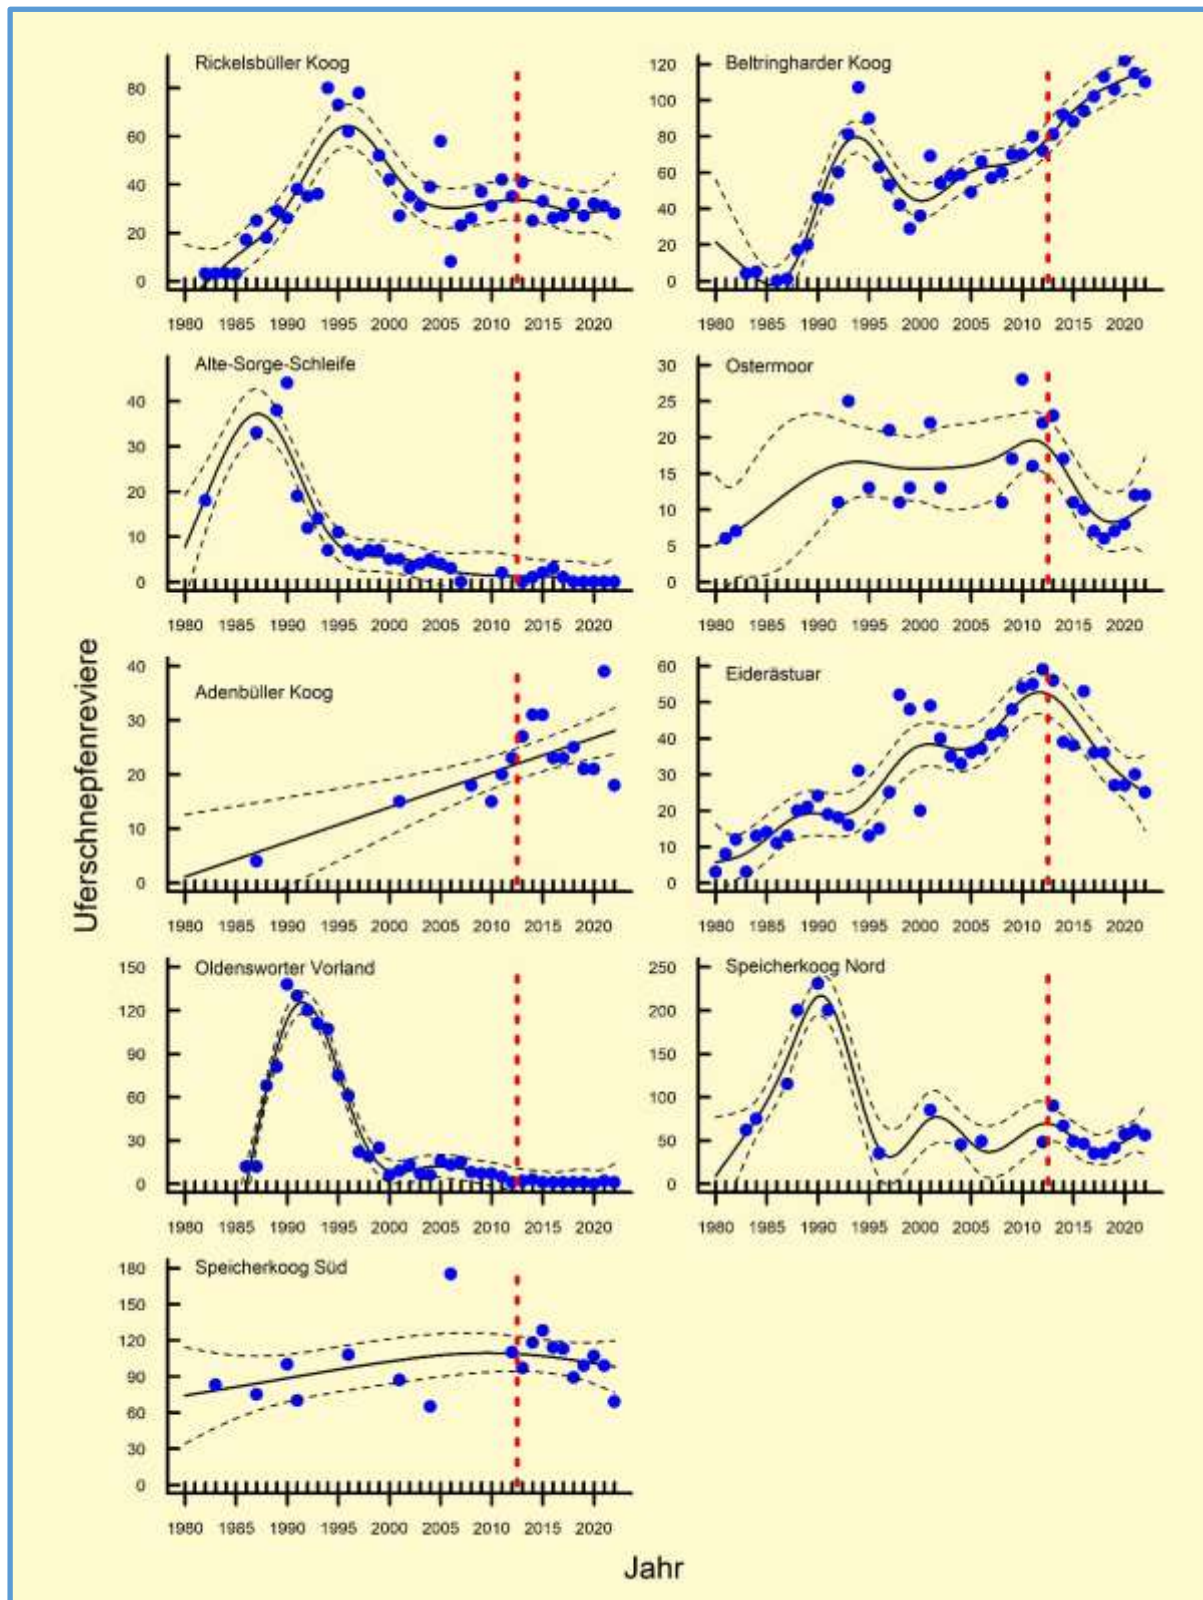 Uferschnepfenreviere
Rickelsbüller Koog
80
60
40
20
0
1980 1985 1990 1995 2000 2005 2010 2015 2020
Beltringharder Koog
120
100
80
60
40
20
0
1980 1985 1990 1995 2000 2005 2010 2015 2020
Alte-Sorge-Schleife
40
30
20
10
0
1980 1985 1990 1995 2000 2005 2010 2015 2020
Ostermoor
30
25
20
15
10
5
0
1980 1985 1990 1995 2000 2005 2010 2015 2020
Adenbüller Koog
40
30
20
10
0
1980 1985 1990 1995 2000 2005 2010 2015 2020
Eiderästuar
60
50
40
30
20
10
0
1980 1985 1990 1995 2000 2005 2010 2015 2020
Oldensworter Vorland
150
120
90
60
30
0
1980 1985 1990 1995 2000 2005 2010 2015 2020
Speicherkoog Nord
250
200
150
100
50
0
1980 1985 1990 1995 2000 2005 2010 2015 2020
Speicherkoog Süd
180
150
120
90
60
30
0
1980 1985 1990 1995 2000 2005 2010 2015 2020
Jahr